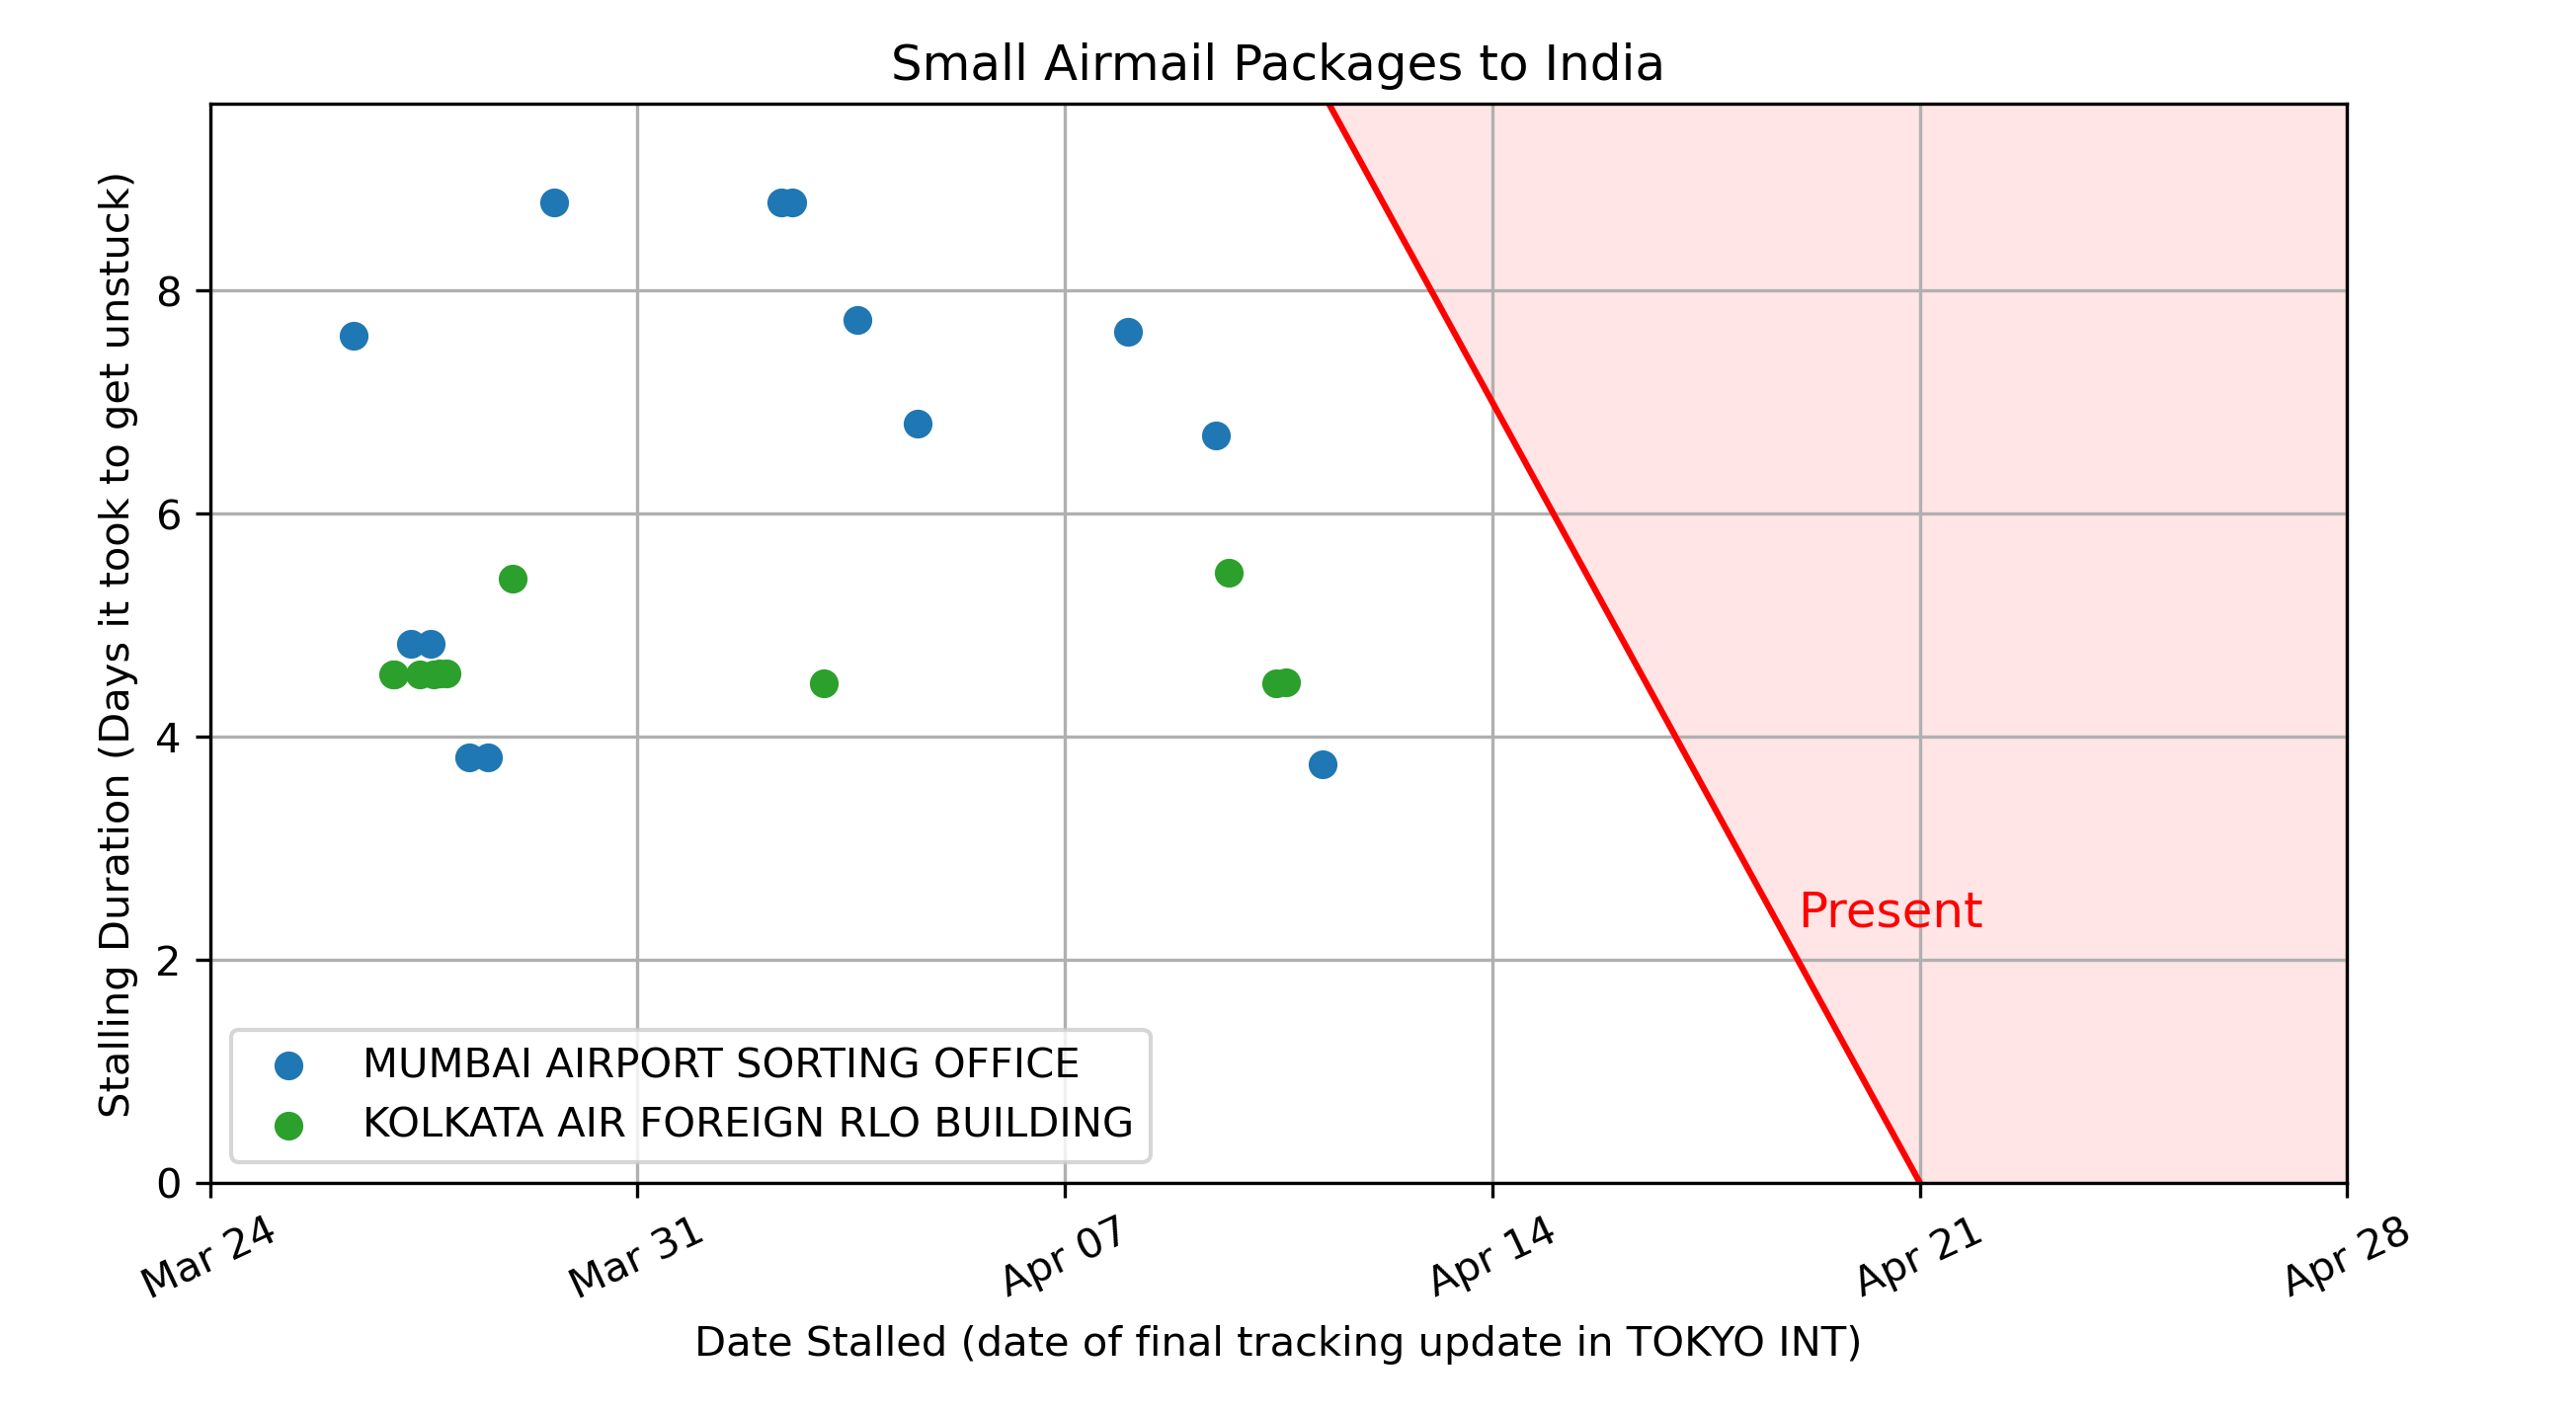 Small Airmail Packages to India
Stalling Duration (Days it took to get unstuck)
8
6
4
2
0
Present
MUMBAI AIRPORT SORTING OFFICE
KOLKATA AIR FOREIGN RLO BUILDING
Mar 24
Mar 31
Apr 07
Apr 14
Apr 21
Apr 28
Date Stalled (date of final tracking update in TOKYO INT)